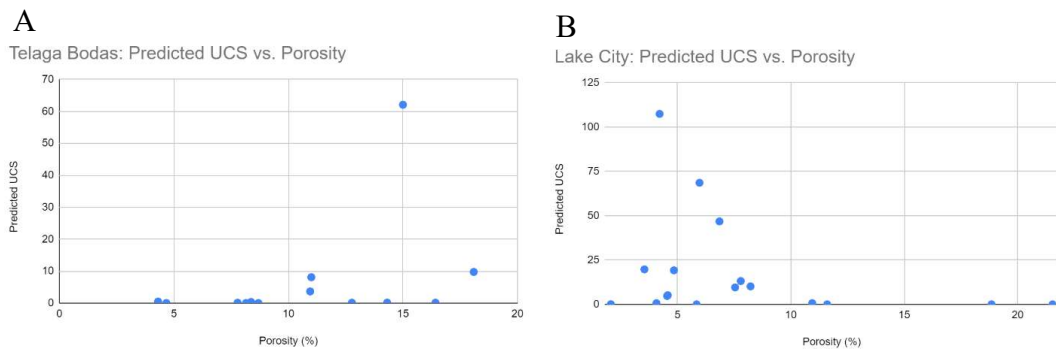 A
Telaga Bodas: Predicted UCS vs. Porosity
70
60
50
40
30
20
10
0
Predicted UCS
0 5 10 15 20
Porosity (%)
B
Lake City: Predicted UCS vs. Porosity
125
100
75
50
25
0
Predicted UCS
5 10 15 20
Porosity (%)